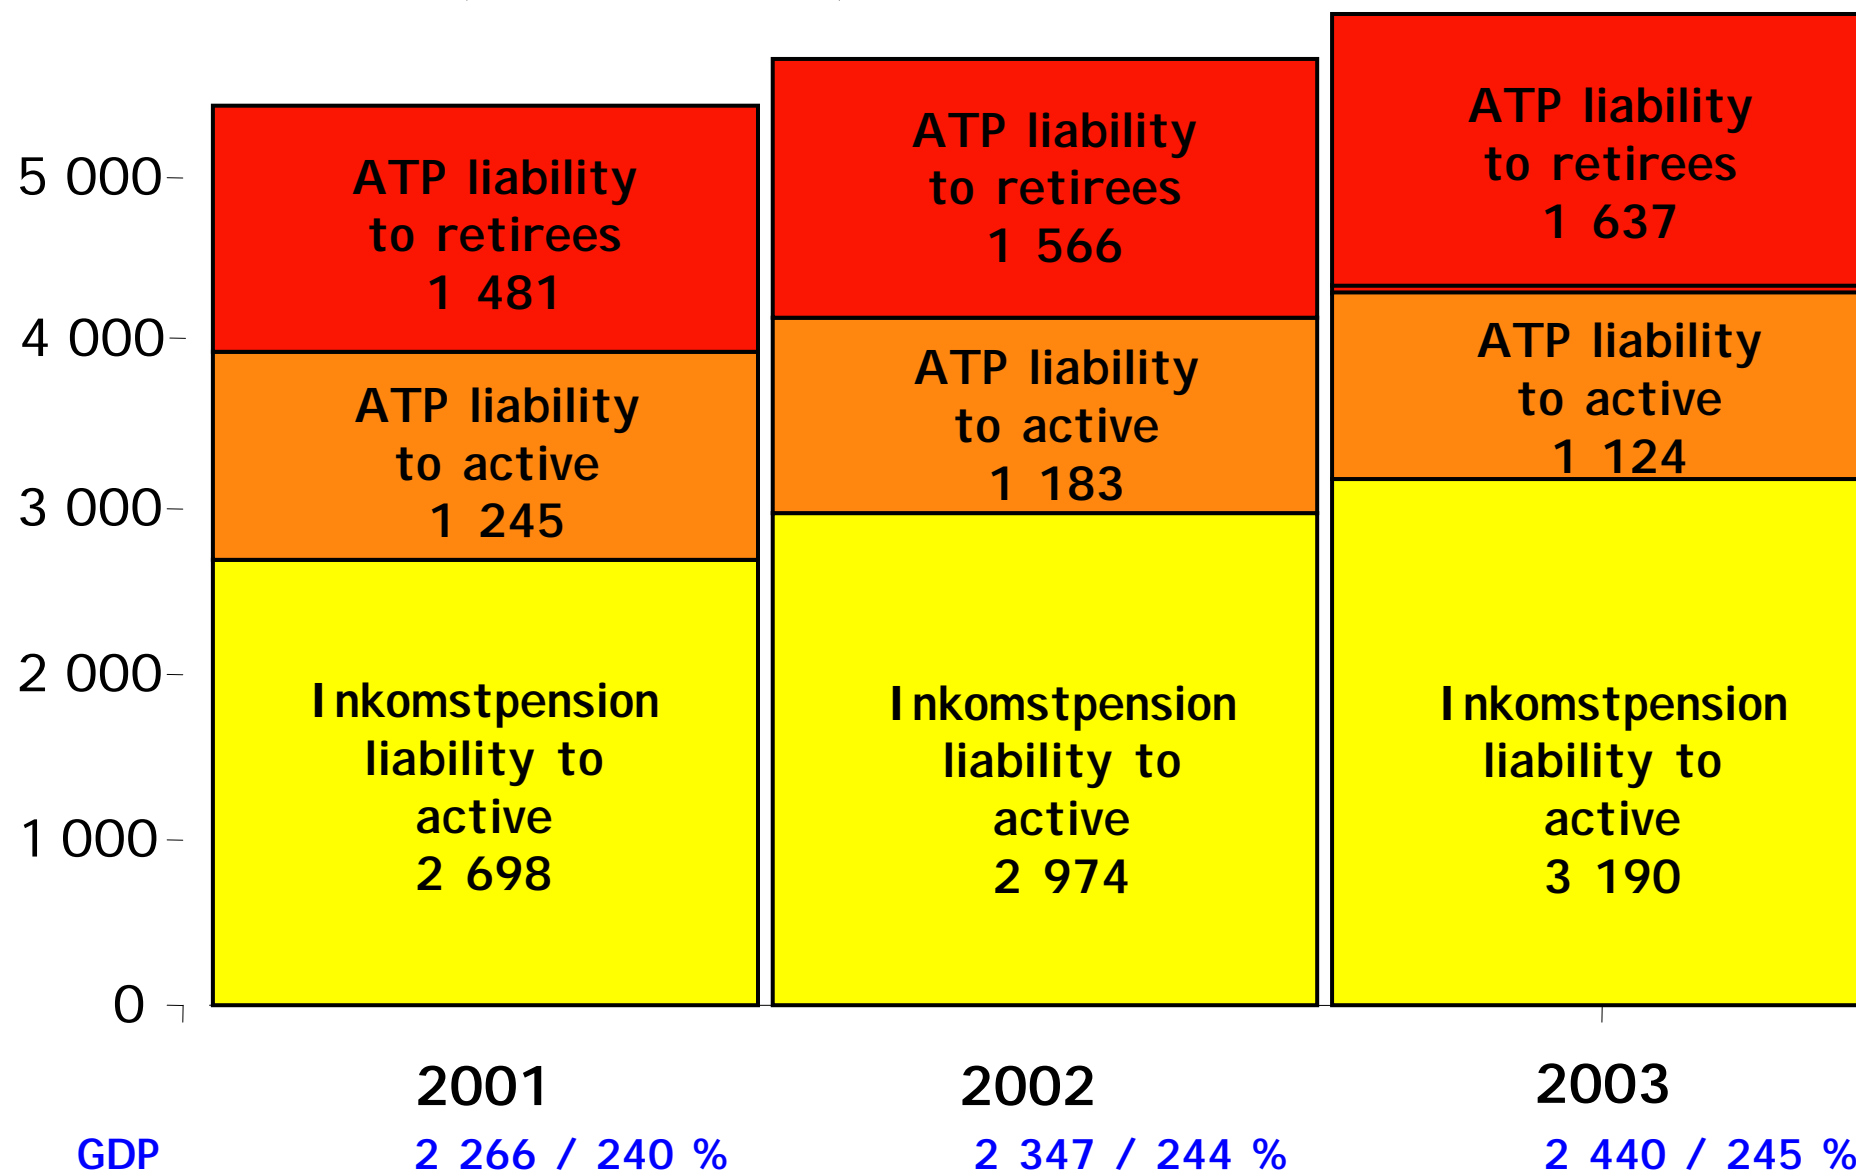 5 000
4 000
3 000
2 000
1 000
0
ATP liability
to retirees
1 481
ATP liability
to active
1 245
Inkomstpension
liability to
active
2 698
ATP liability
to retirees
1 566
ATP liability
to active
1 183
Inkomstpension
liability to
active
2 974
ATP liability
to retirees
1 637
ATP liability
to active
1 124
Inkomstpension
liability to
active
3 190
2001 2002 2003
GDP 2 266 / 240 % 2 347 / 244 % 2 440 / 245 %